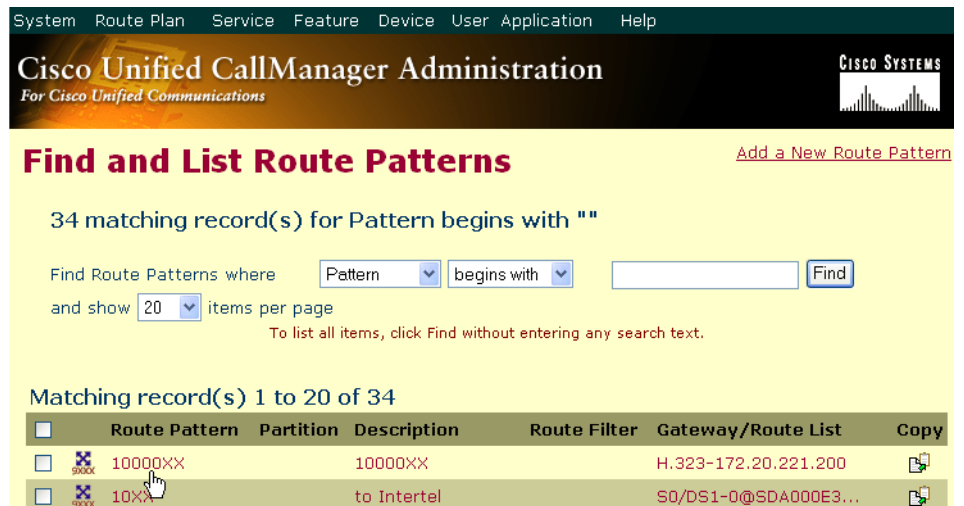 System Route Plan Service Feature Device User Application Help
Cisco Unified CallManager Administration
For Cisco Unified Communications
CISCO SYSTEMS
Find and List Route Patterns
Add a New Route Pattern
34 matching record(s) for Pattern begins with ""
Find Route Patterns where Pattern begins with Find
and show 20 items per page
To list all items, click Find without entering any search text.
Matching record(s) 1 to 20 of 34
Route Pattern Partition Description Route Filter Gateway/Route List Copy
10000XX 10000XX H.323-172.20.221.200
10XX to Intertel S0/DS1-0@SDA000E3...